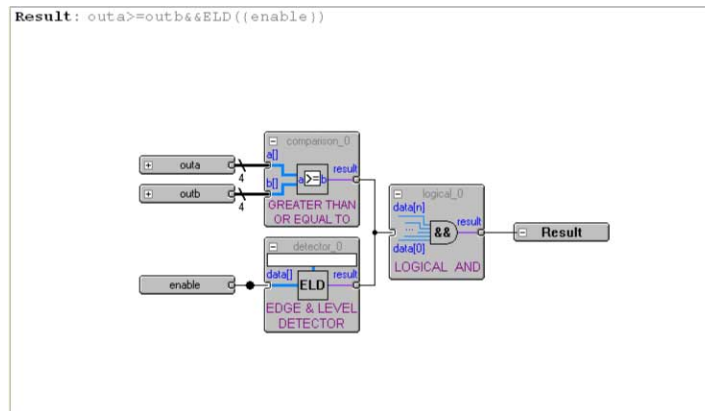 Result: outa>=outb&&ELD((enable))
comparison_0
a[]
outa
result
4
a>=b
b[]
outb
4
GREATER THAN
OR EQUAL TO
logical_0
data[n]
...
&&
result
data[0]
LOGICAL AND
Result
detector_0
data[]
result
enable
ELD
EDGE & LEVEL
DETECTOR